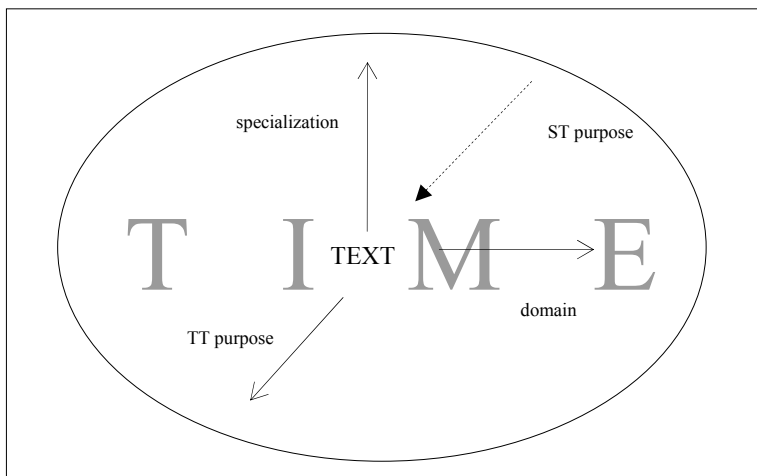 specialization
ST purpose
T I M E
TEXT
domain
TT purpose